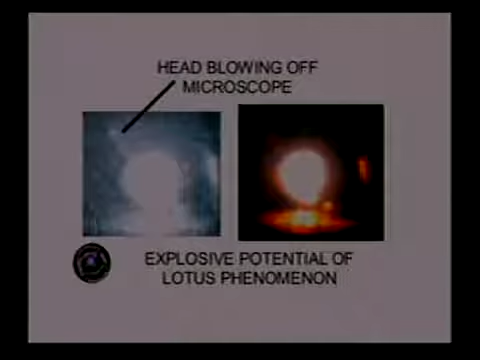 HEAD BLOWING OFF
MICROSCOPE
EXPLOSIVE POTENTIAL OF
LOTUS PHENOMENON